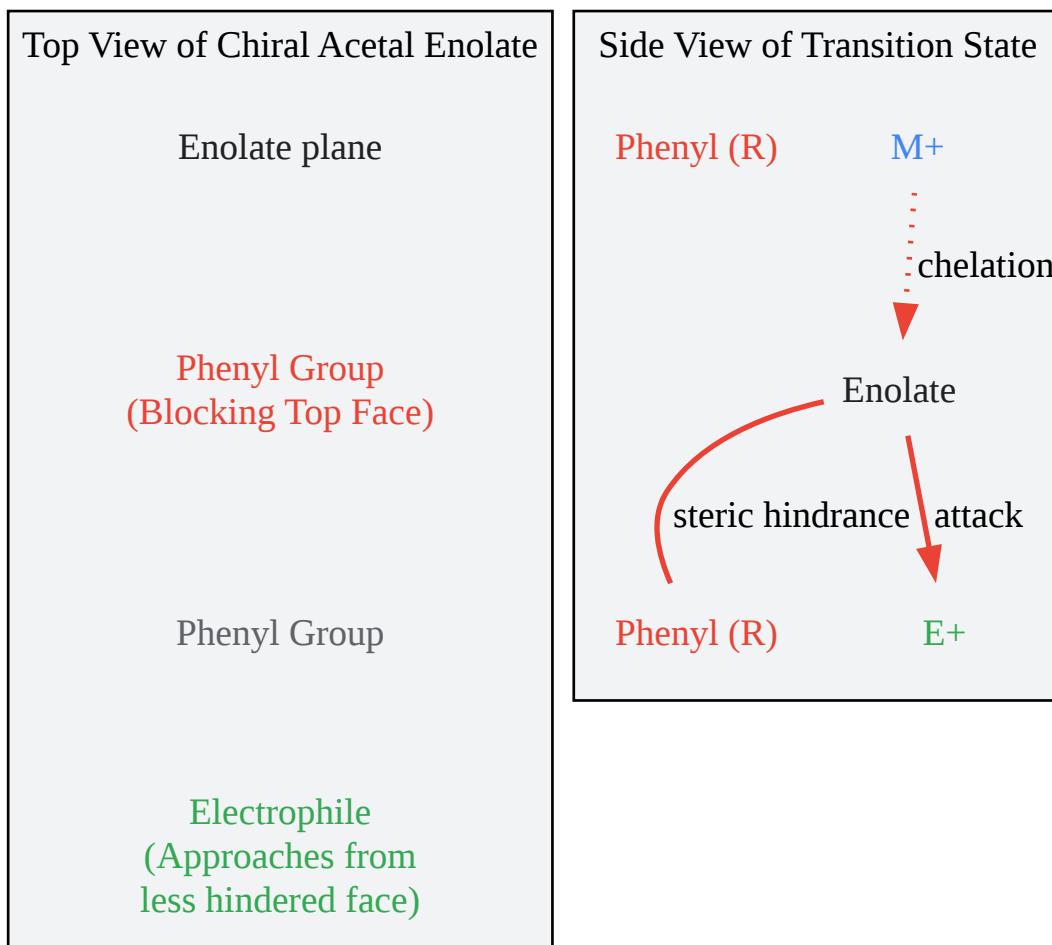 Top View of Chiral Acetal Enolate
Enolate plane
Phenyl Group
(Blocking Top Face)
Phenyl Group
Electrophile
(Approaches from
less hindered face)
Side View of Transition State
Phenyl (R)
M+
chelation
Enolate
steric hindrance
attack
Phenyl (R)
E+